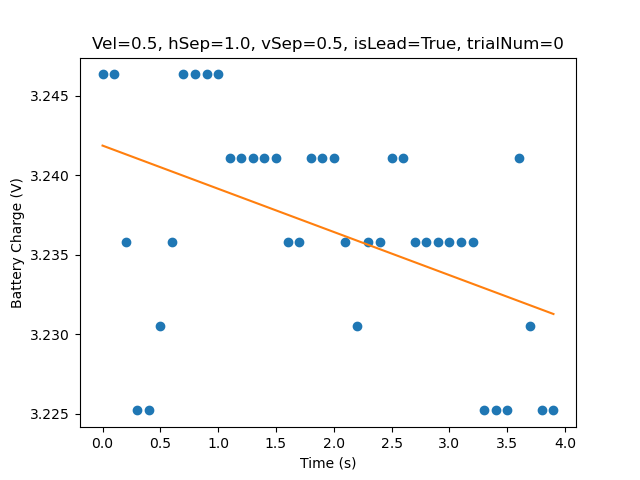 Vel=0.5, hSep=1.0, vSep=0.5, isLead=True, trialNum=0
3.245
3.240
3.235
3.230
3.225
Battery Charge (V)
0.0 0.5 1.0 1.5 2.0 2.5 3.0 3.5 4.0
Time (s)